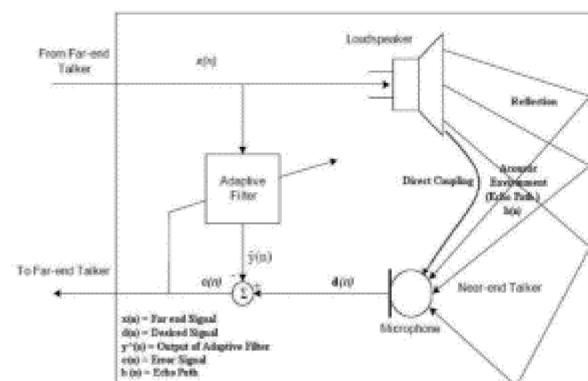 Loudspeaker
From Far-end
Talker
x(n)
Reflection
Adaptive
Filter
Direct Coupling
Acoustic
Environment
(Echo Path)
h(n)
ŷ(n)
To Far-end Talker
e(n)
Σ
d(n)
Near-end Talker
Microphone
x(n) = Far end Signal
d(n) = Desired Signal
y^(n) = Output of Adaptive Filter
e(n) = Error Signal
h (n) = Echo Path